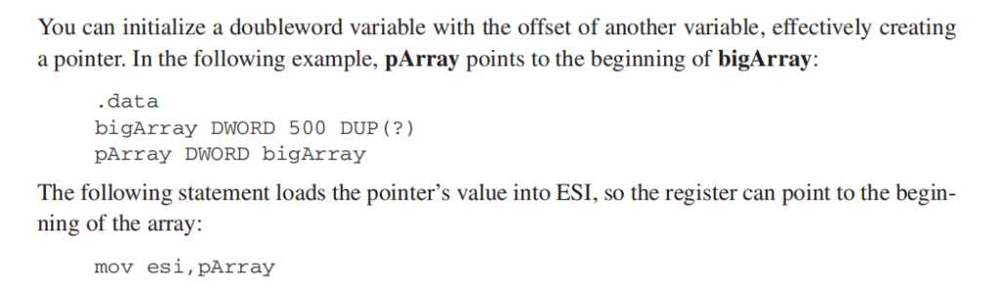 You can initialize a doubleword variable with the offset of another variable, effectively creating
a pointer. In the following example, pArray points to the beginning of bigArray:
.data
bigArray DWORD 500 DUP(?)
pArray DWORD bigArray
The following statement loads the pointer’s value into ESI, so the register can point to the begin-
ning of the array:
mov esi,pArray